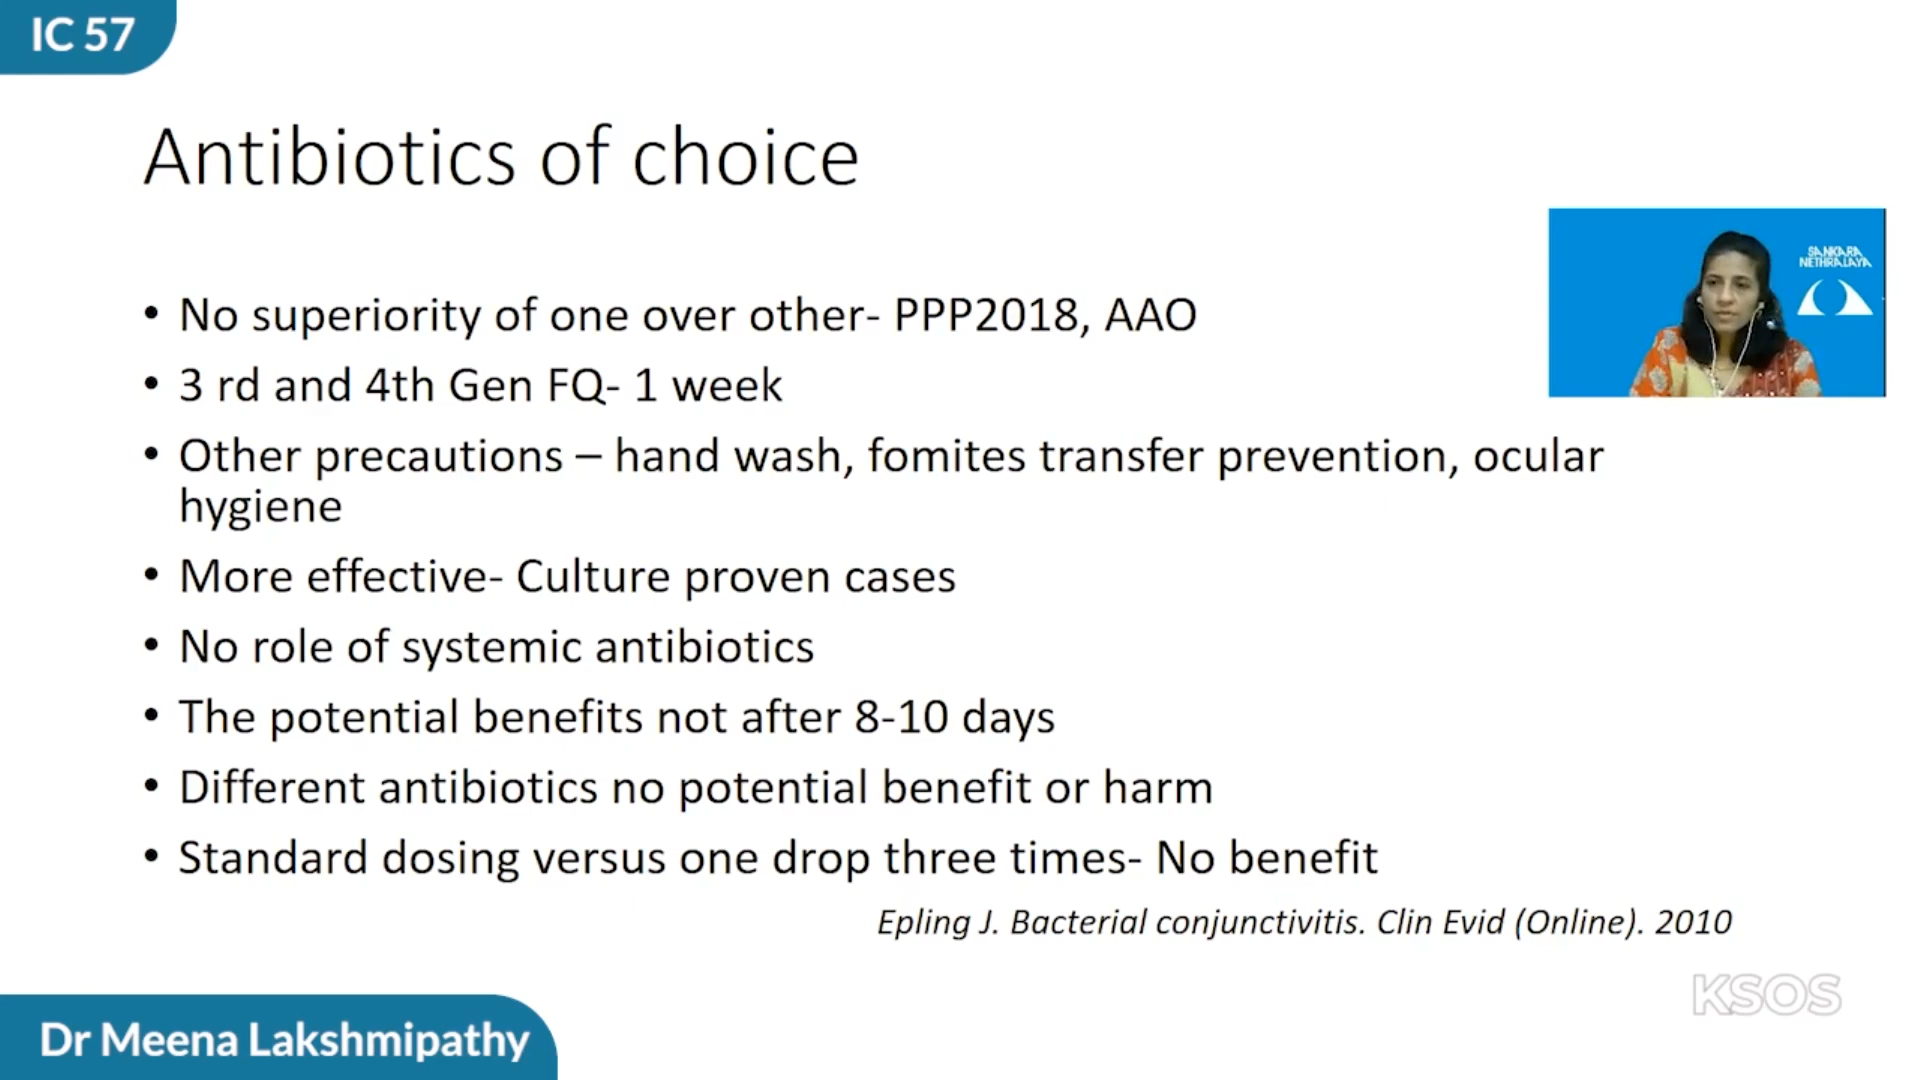 IC 57
Antibiotics of choice
SANKARA
NETHRALAYA
• No superiority of one over other- PPP2018, AAO
• 3 rd and 4th Gen FQ- 1 week
• Other precautions – hand wash, fomites transfer prevention, ocular
hygiene
• More effective- Culture proven cases
• No role of systemic antibiotics
• The potential benefits not after 8-10 days
• Different antibiotics no potential benefit or harm
• Standard dosing versus one drop three times- No benefit
Epling J. Bacterial conjunctivitis. Clin Evid (Online). 2010
KSOS
Dr Meena Lakshmipathy